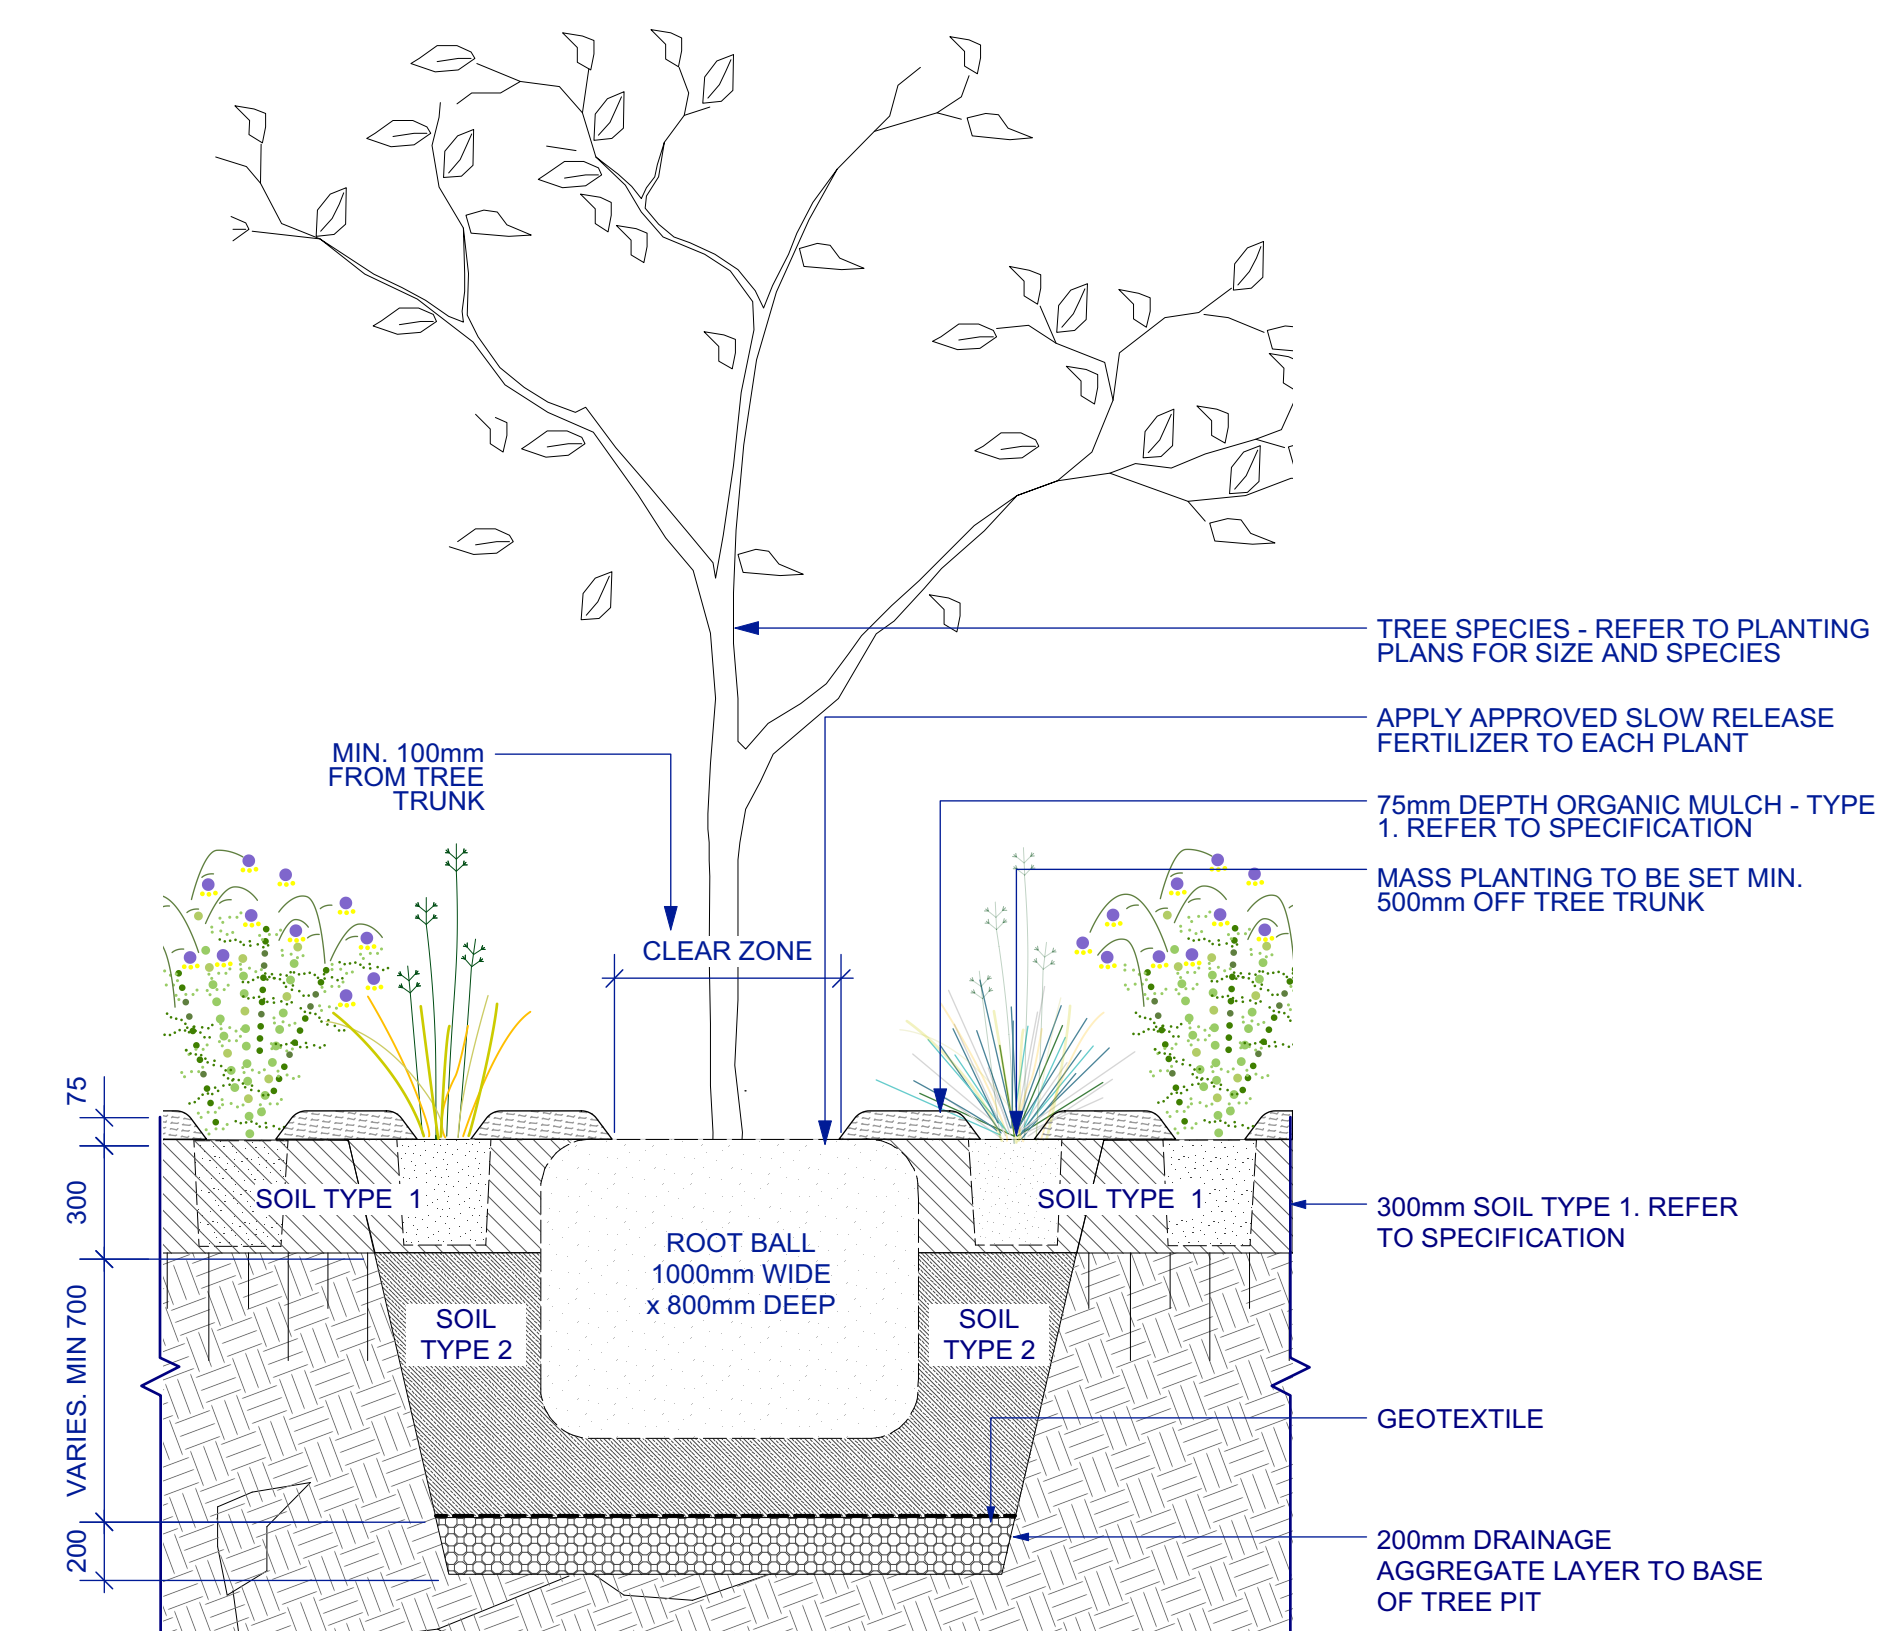 TREE SPECIES - REFER TO PLANTING
PLANS FOR SIZE AND SPECIES
APPLY APPROVED SLOW RELEASE
FERTILIZER TO EACH PLANT
MIN. 100mm
FROM TREE
TRUNK
75mm DEPTH ORGANIC MULCH - TYPE
1. REFER TO SPECIFICATION
MASS PLANTING TO BE SET MIN.
500mm OFF TREE TRUNK
CLEAR ZONE
75
300
VARIES. MIN 700
200
SOIL TYPE 1
SOIL TYPE 1
300mm SOIL TYPE 1. REFER
TO SPECIFICATION
ROOT BALL
1000mm WIDE
x 800mm DEEP
SOIL
TYPE 2
SOIL
TYPE 2
GEOTEXTILE
200mm DRAINAGE
AGGREGATE LAYER TO BASE
OF TREE PIT